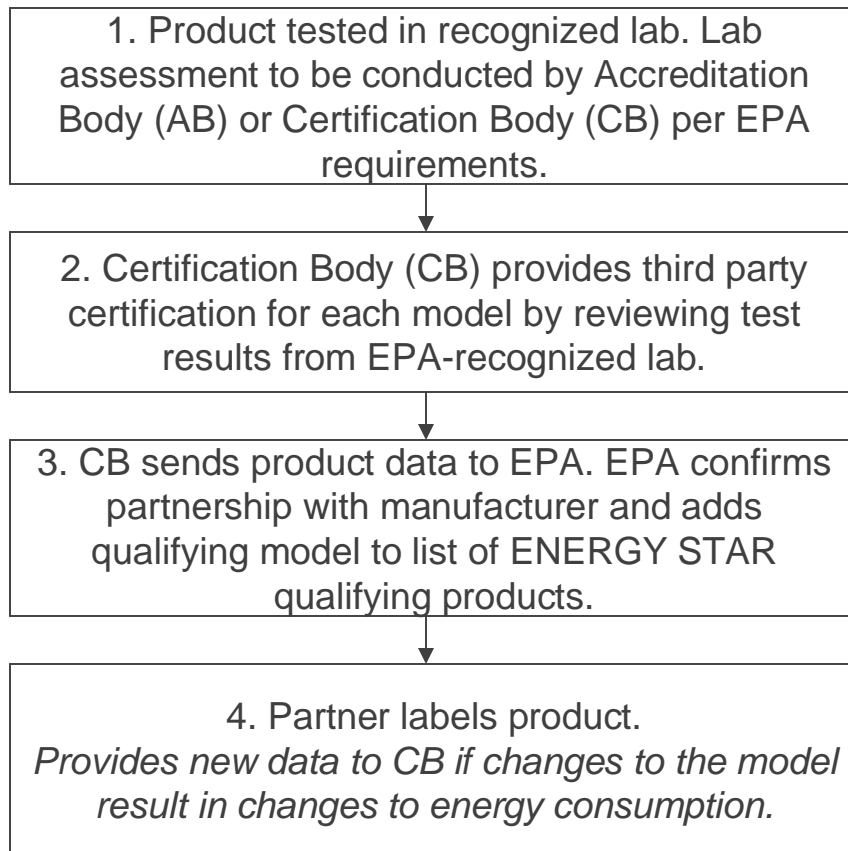 1. Product tested in recognized lab. Lab
assessment to be conducted by Accreditation
Body (AB) or Certification Body (CB) per EPA
requirements.
2. Certification Body (CB) provides third party
certification for each model by reviewing test
results from EPA-recognized lab.
3. CB sends product data to EPA. EPA confirms
partnership with manufacturer and adds
qualifying model to list of ENERGY STAR
qualifying products.
4. Partner labels product.
Provides new data to CB if changes to the model
result in changes to energy consumption.